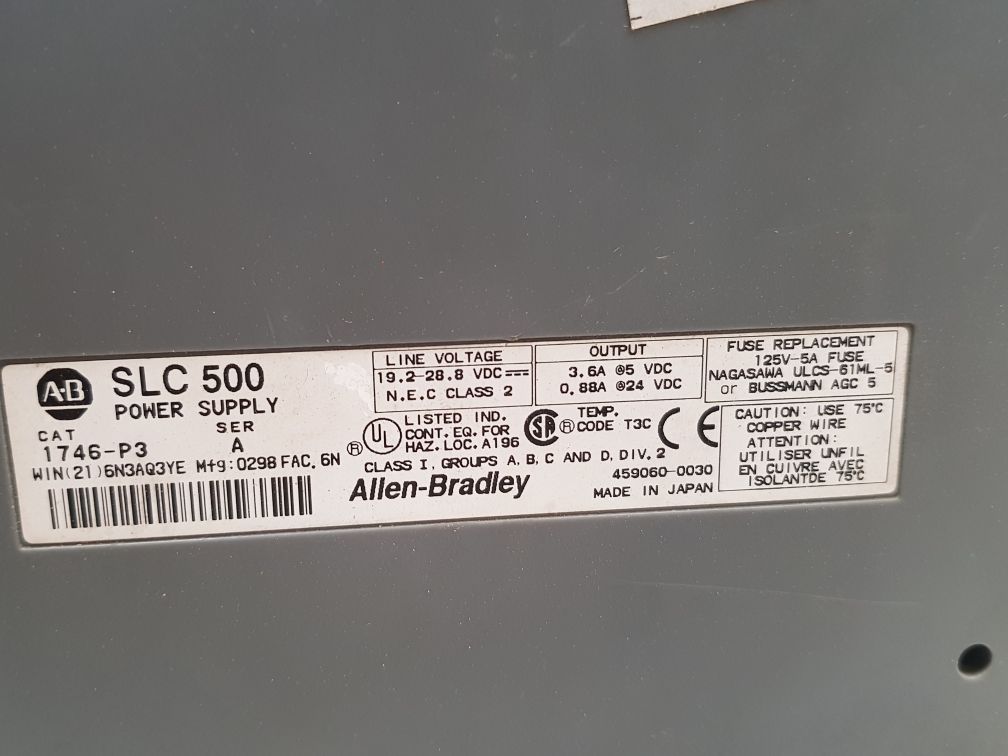 A-B
SLC 500
POWER SUPPLY
CAT
SER
1746-P3
A
WIN(21)6N3AQ3YE Mfg:0298 FAC. 6N
LINE VOLTAGE
19.2-28.8 VDC
N.E.C CLASS 2
OUTPUT
3.6A @5 VDC
0.88A @24 VDC
FUSE REPLACEMENT
125V-5A FUSE
NAGASAWA ULCS-61ML-5
or BUSSMANN AGC 5
® UL LISTED IND.
CONT. EQ. FOR
HAZ. LOC. A196
SA ® TEMP.
CODE T3C
CE
CLASS I, GROUPS A, B, C AND D, DIV. 2
Allen-Bradley
459060-0030
MADE IN JAPAN
CAUTION: USE 75°C
COPPER WIRE
ATTENTION:
UTILISER UNFIL
EN CUIVRE AVEC
ISOLANTDE 75°C